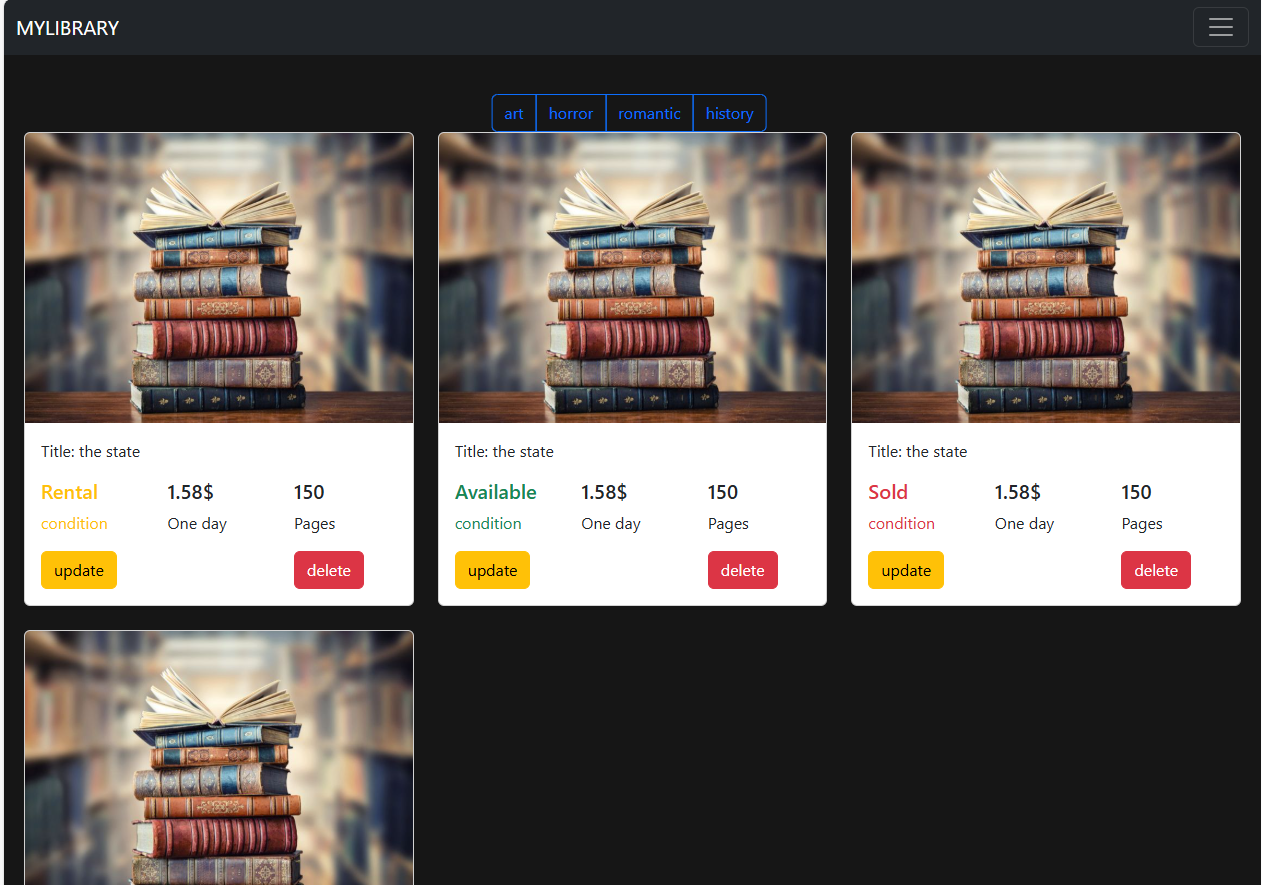 MYLIBRARY
art horror romantic history
Title: the state
Rental 1.58$ 150
condition One day Pages
update delete
Title: the state
Available 1.58$ 150
condition One day Pages
update delete
Title: the state
Sold 1.58$ 150
condition One day Pages
update delete